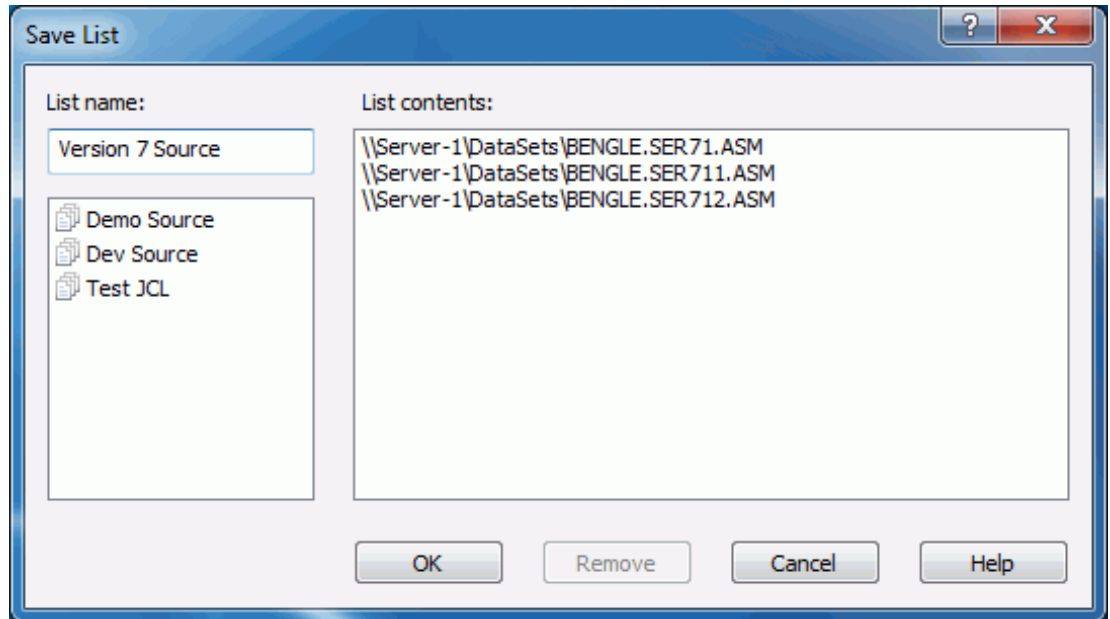 Save List
?
X
List name:
Version 7 Source
Demo Source
Dev Source
Test JCL
List contents:
\\Server-1\DataSets\BENGLE.SER71.ASM
\\Server-1\DataSets\BENGLE.SER711.ASM
\\Server-1\DataSets\BENGLE.SER712.ASM
OK
Remove
Cancel
Help